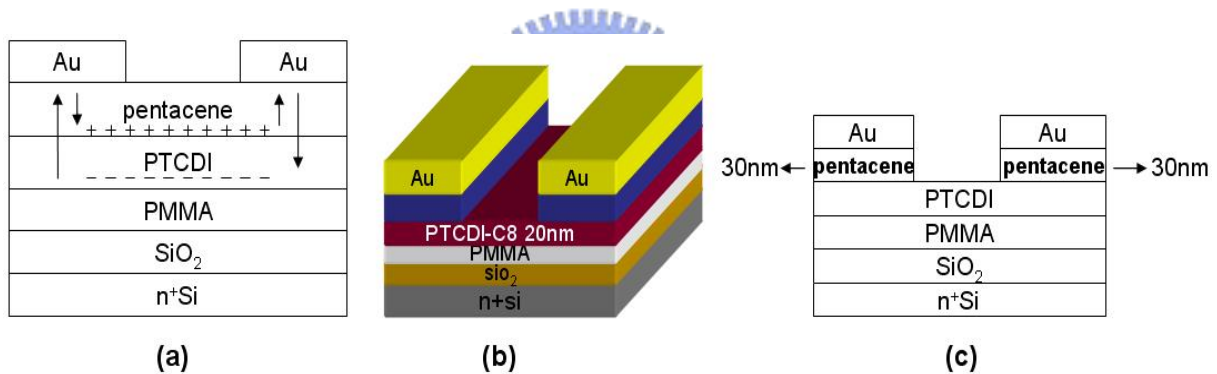 Au
Au
pentacene
+ + + + + + + + + +
PTCDI
− − − − − − − − − −
PMMA
SiO₂
n⁺Si
(a)
Au
Au
PTCDI-C8 20nm
PMMA
sio₂
n+si
(b)
Au
Au
30nm
pentacene
pentacene
30nm
PTCDI
PMMA
SiO₂
n⁺Si
(c)